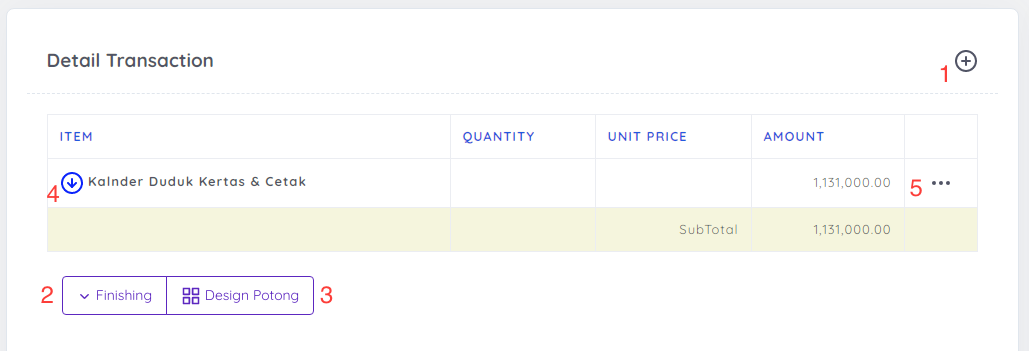 Detail Transaction
1
ITEM QUANTITY UNIT PRICE AMOUNT
4 Kalnder Duduk Kertas & Cetak 1,131,000.00 5
SubTotal 1,131,000.00
2 Finishing Design Potong 3